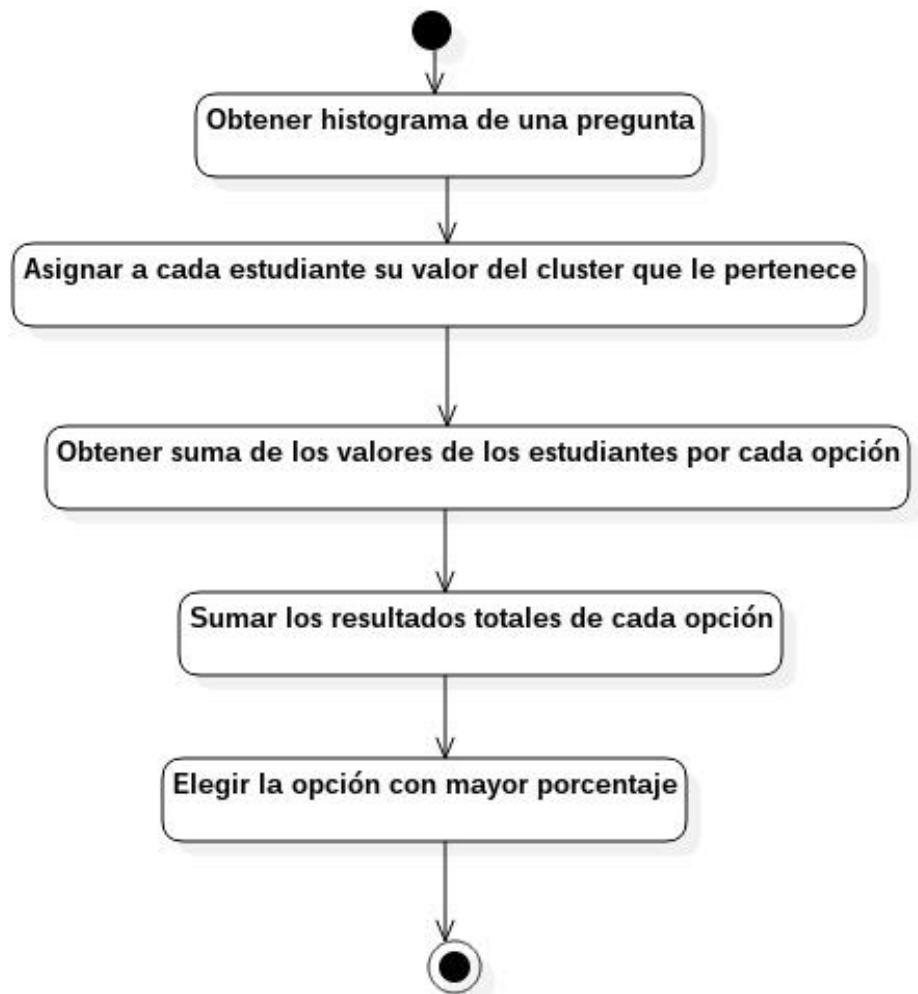 Obtener histograma de una pregunta
Asignar a cada estudiante su valor del cluster que le pertenece
Obtener suma de los valores de los estudiantes por cada opción
Sumar los resultados totales de cada opción
Elegir la opción con mayor porcentaje